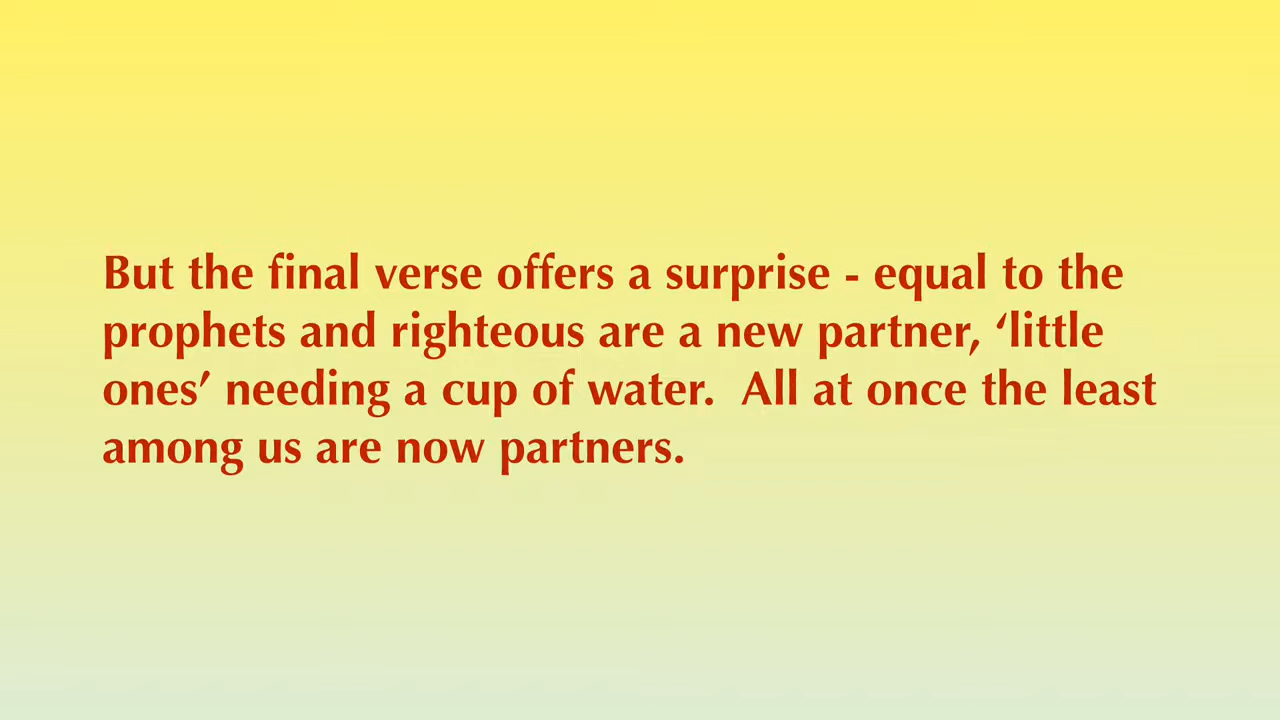 But the final verse offers a surprise - equal to the
prophets and righteous are a new partner, ‘little
ones’ needing a cup of water.  All at once the least
among us are now partners.